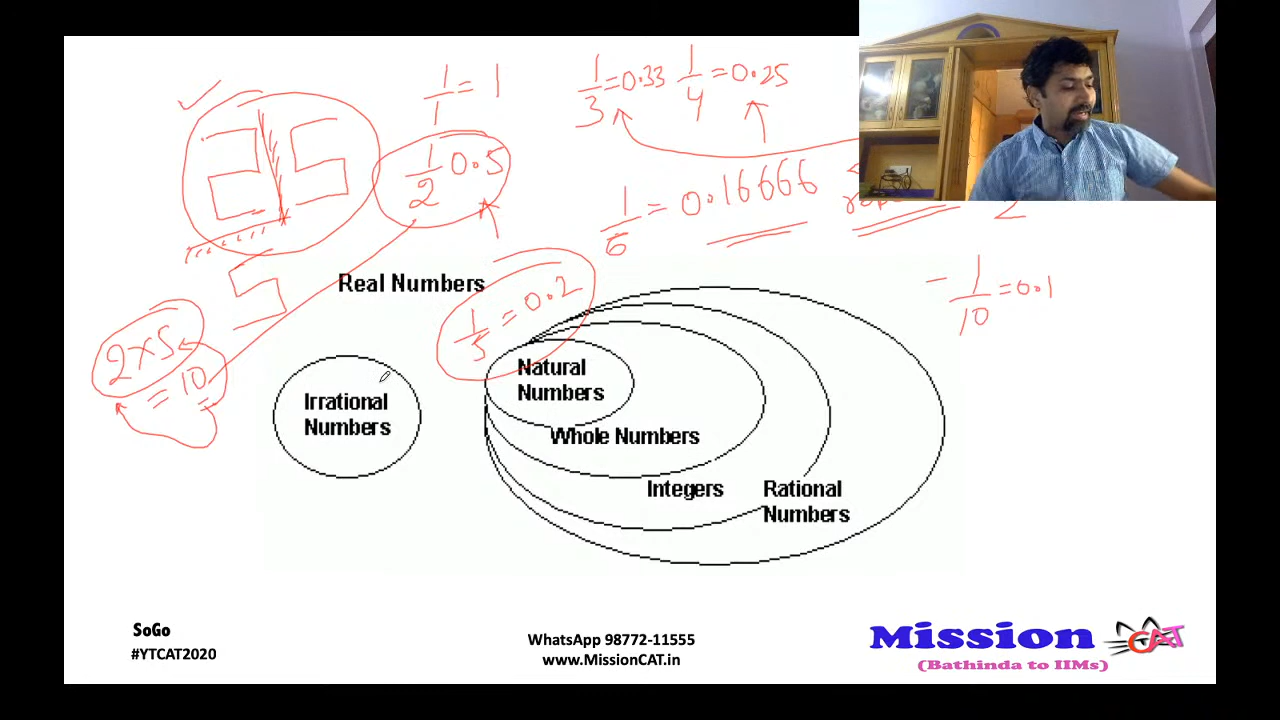 1/1 = 1
1/3 = 0.33
1/4 = 0.25
2 5
1/2 0.5
1/6 = 0.16666
5
Real Numbers
1/5 = 0.2
- 1/10 = 0.1
2 x 5
= 10
Natural
Numbers
Irrational
Numbers
Whole Numbers
Integers
Rational
Numbers
SoGo
#YTCAT2020
WhatsApp 98772-11555
www.MissionCAT.in
Mission CAT
(Bathinda to IIMs)